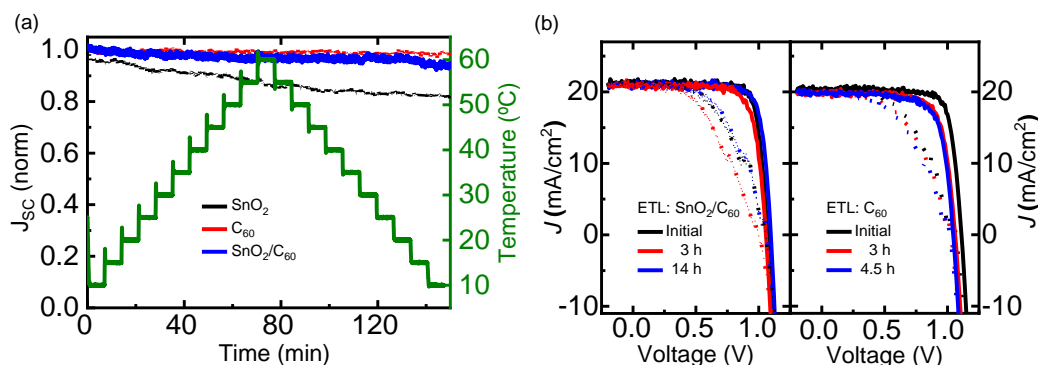 (a)
1.0
0.8
0.6
0.4
0.2
0.0
J_SC (norm)
SnO₂
C₆₀
SnO₂/C₆₀
0 40 80 120
Time (min)
60
50
40
30
20
10
Temperature (ºC)
(b)
20
10
0
-10
J (mA/cm²)
ETL: SnO₂/C₆₀
Initial
3 h
14 h
0.0 0.5 1.0
Voltage (V)
ETL: C₆₀
Initial
3 h
4.5 h
0.0 0.5 1.0
Voltage (V)
20
10
0
-10
J (mA/cm²)